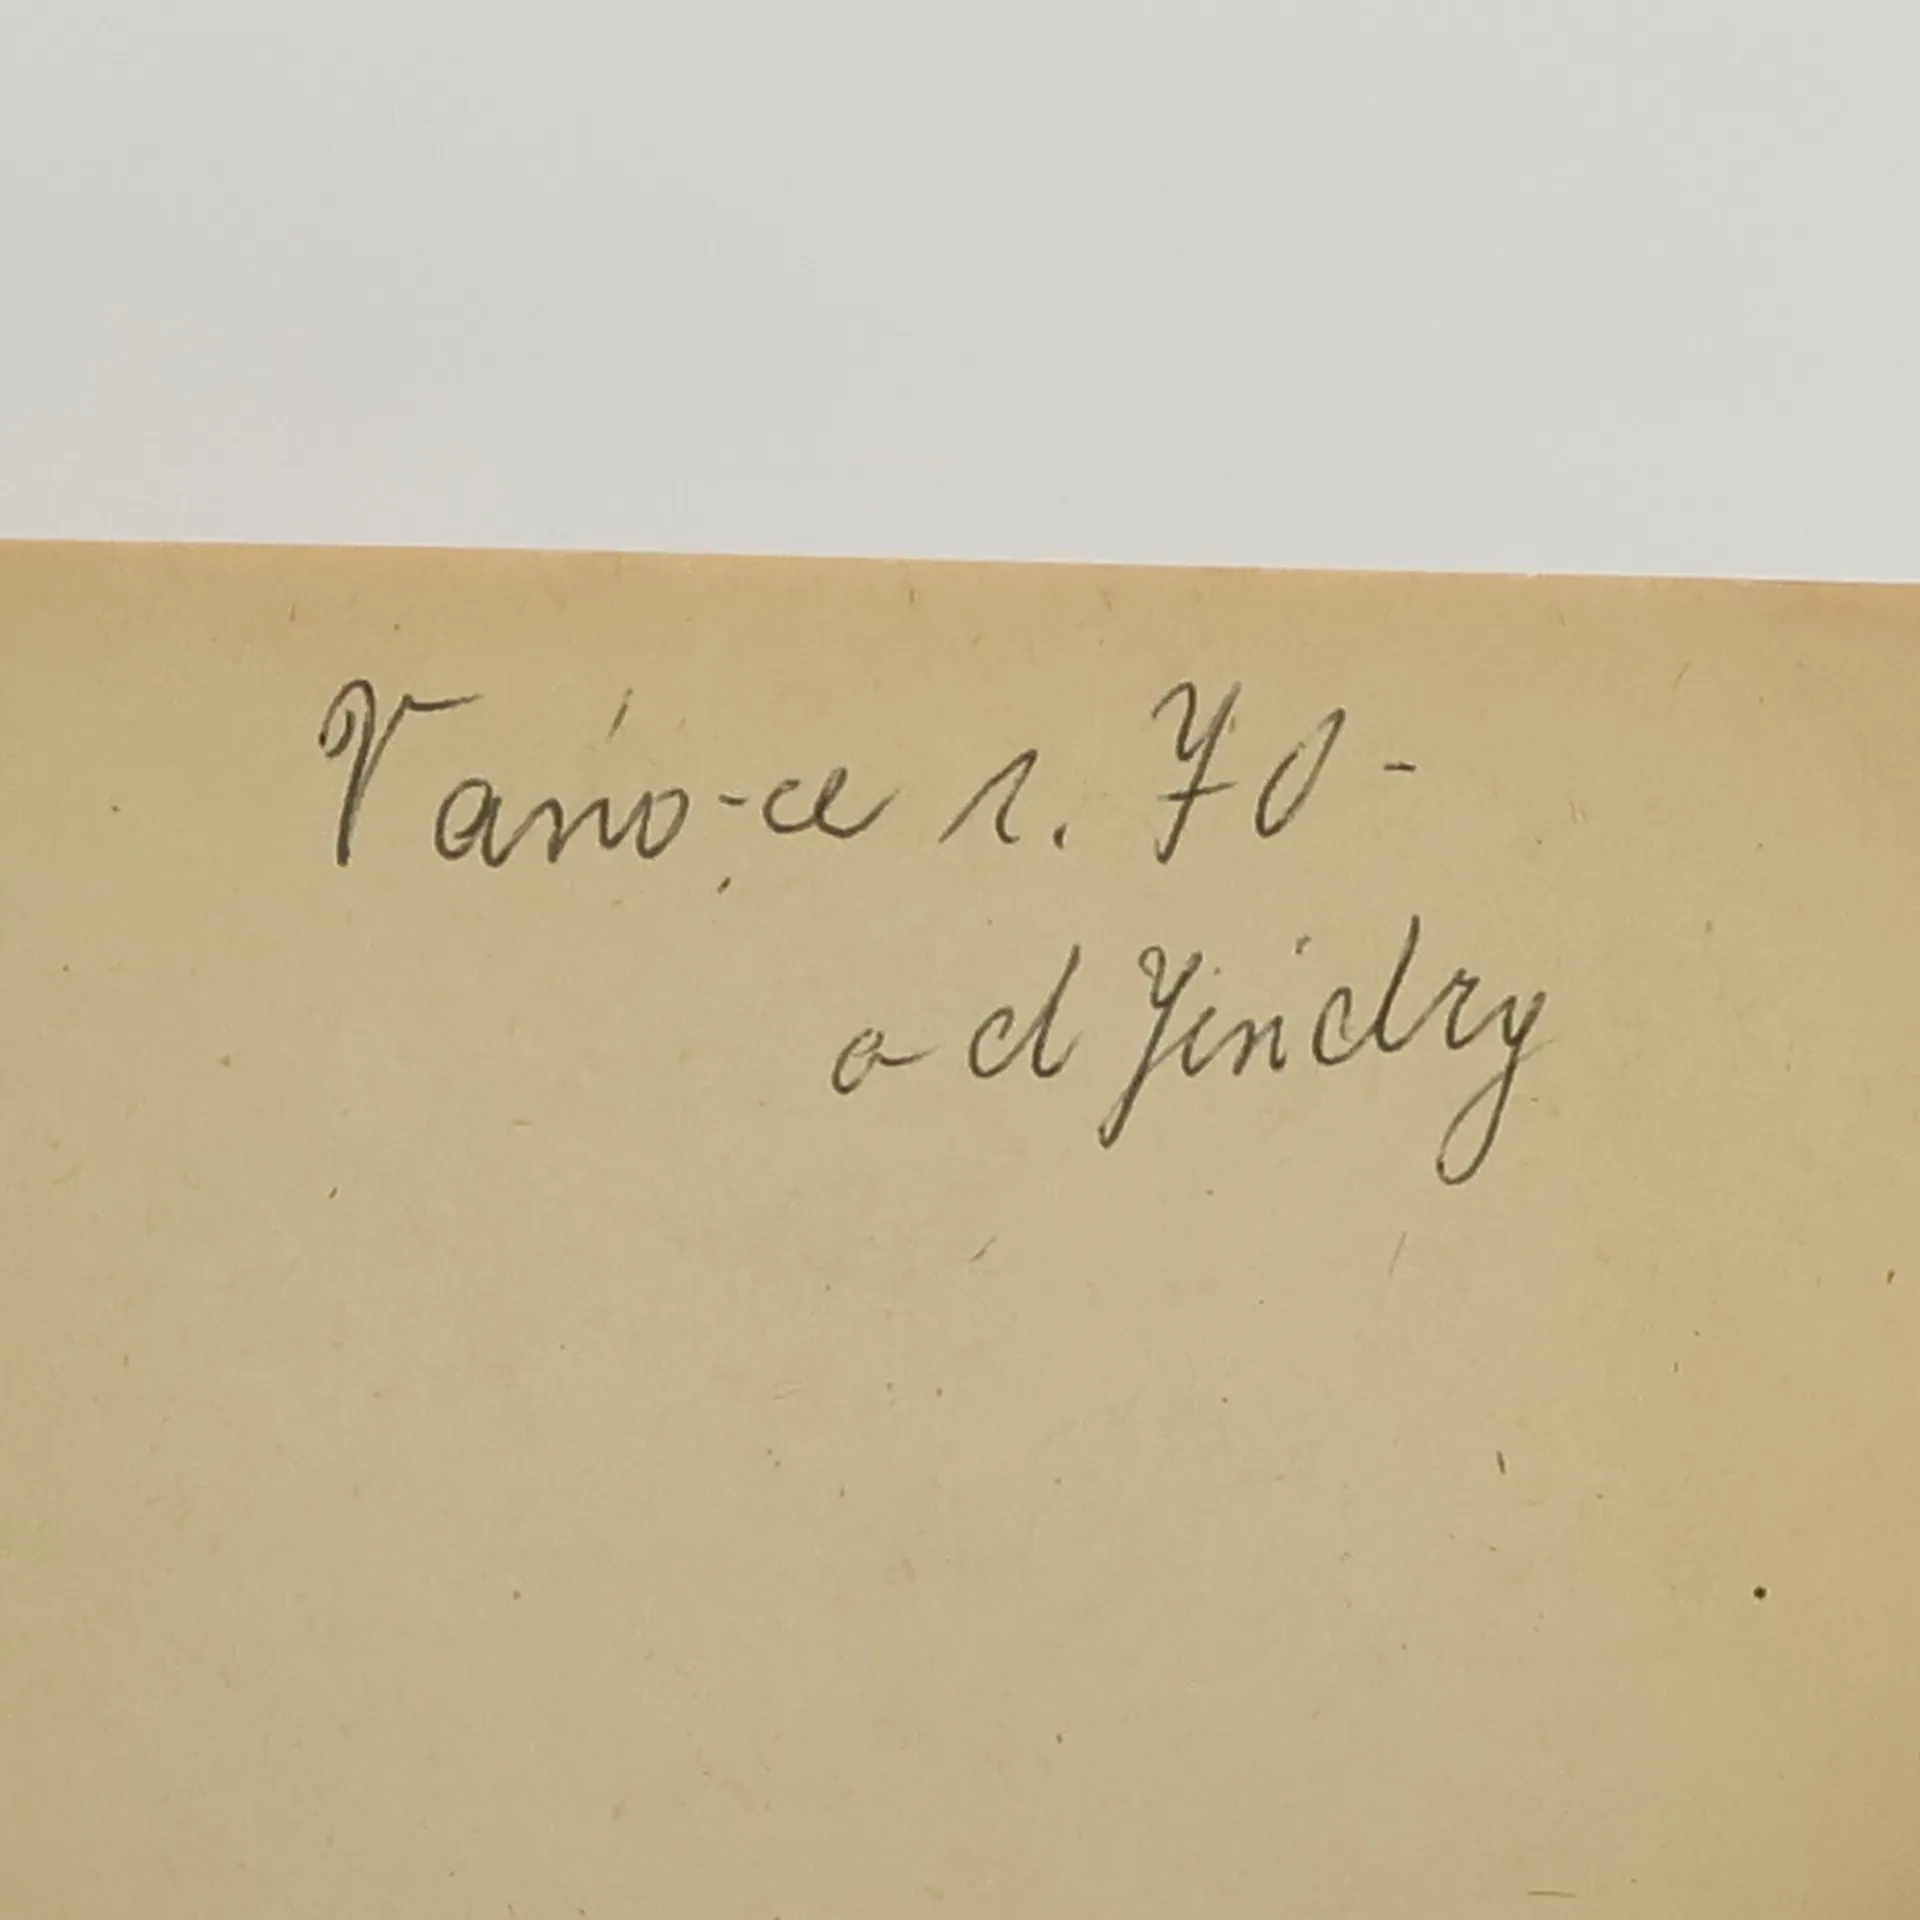 Vánoce r. 70 -
od Jindry